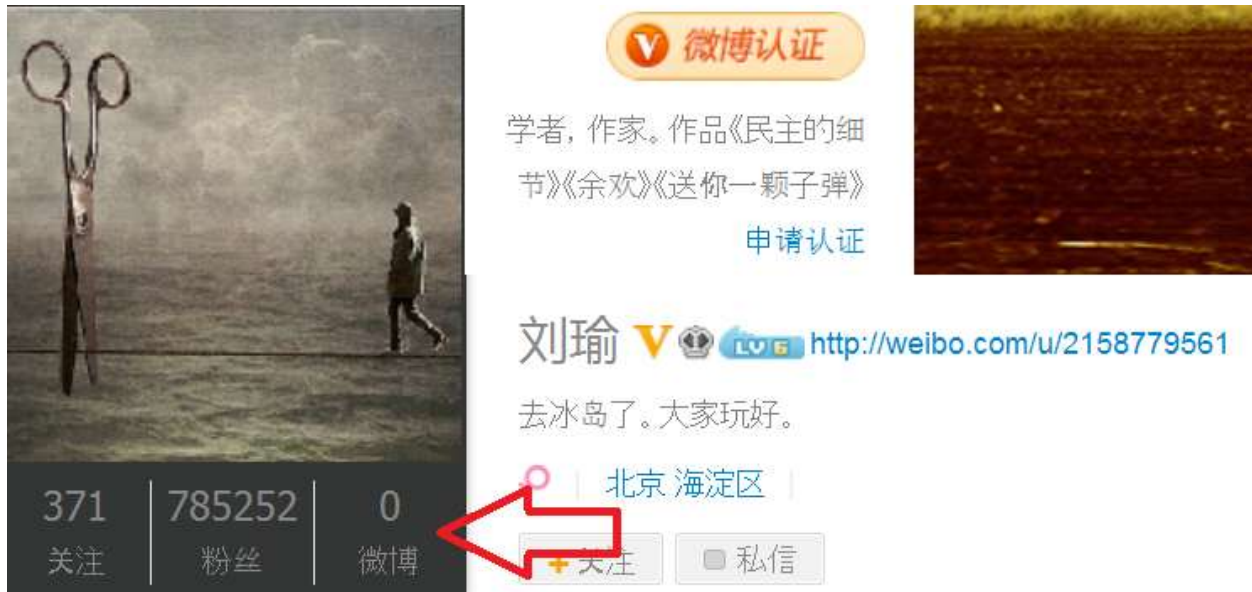 微博认证
学者，作家。作品《民主的细
节》《余欢》《送你一颗子弹》
申请认证
刘瑜 V LV6 http://weibo.com/u/2158779561
去冰岛了。大家玩好。
北京 海淀区
371 785252 0
关注 粉丝 微博
+关注 私信